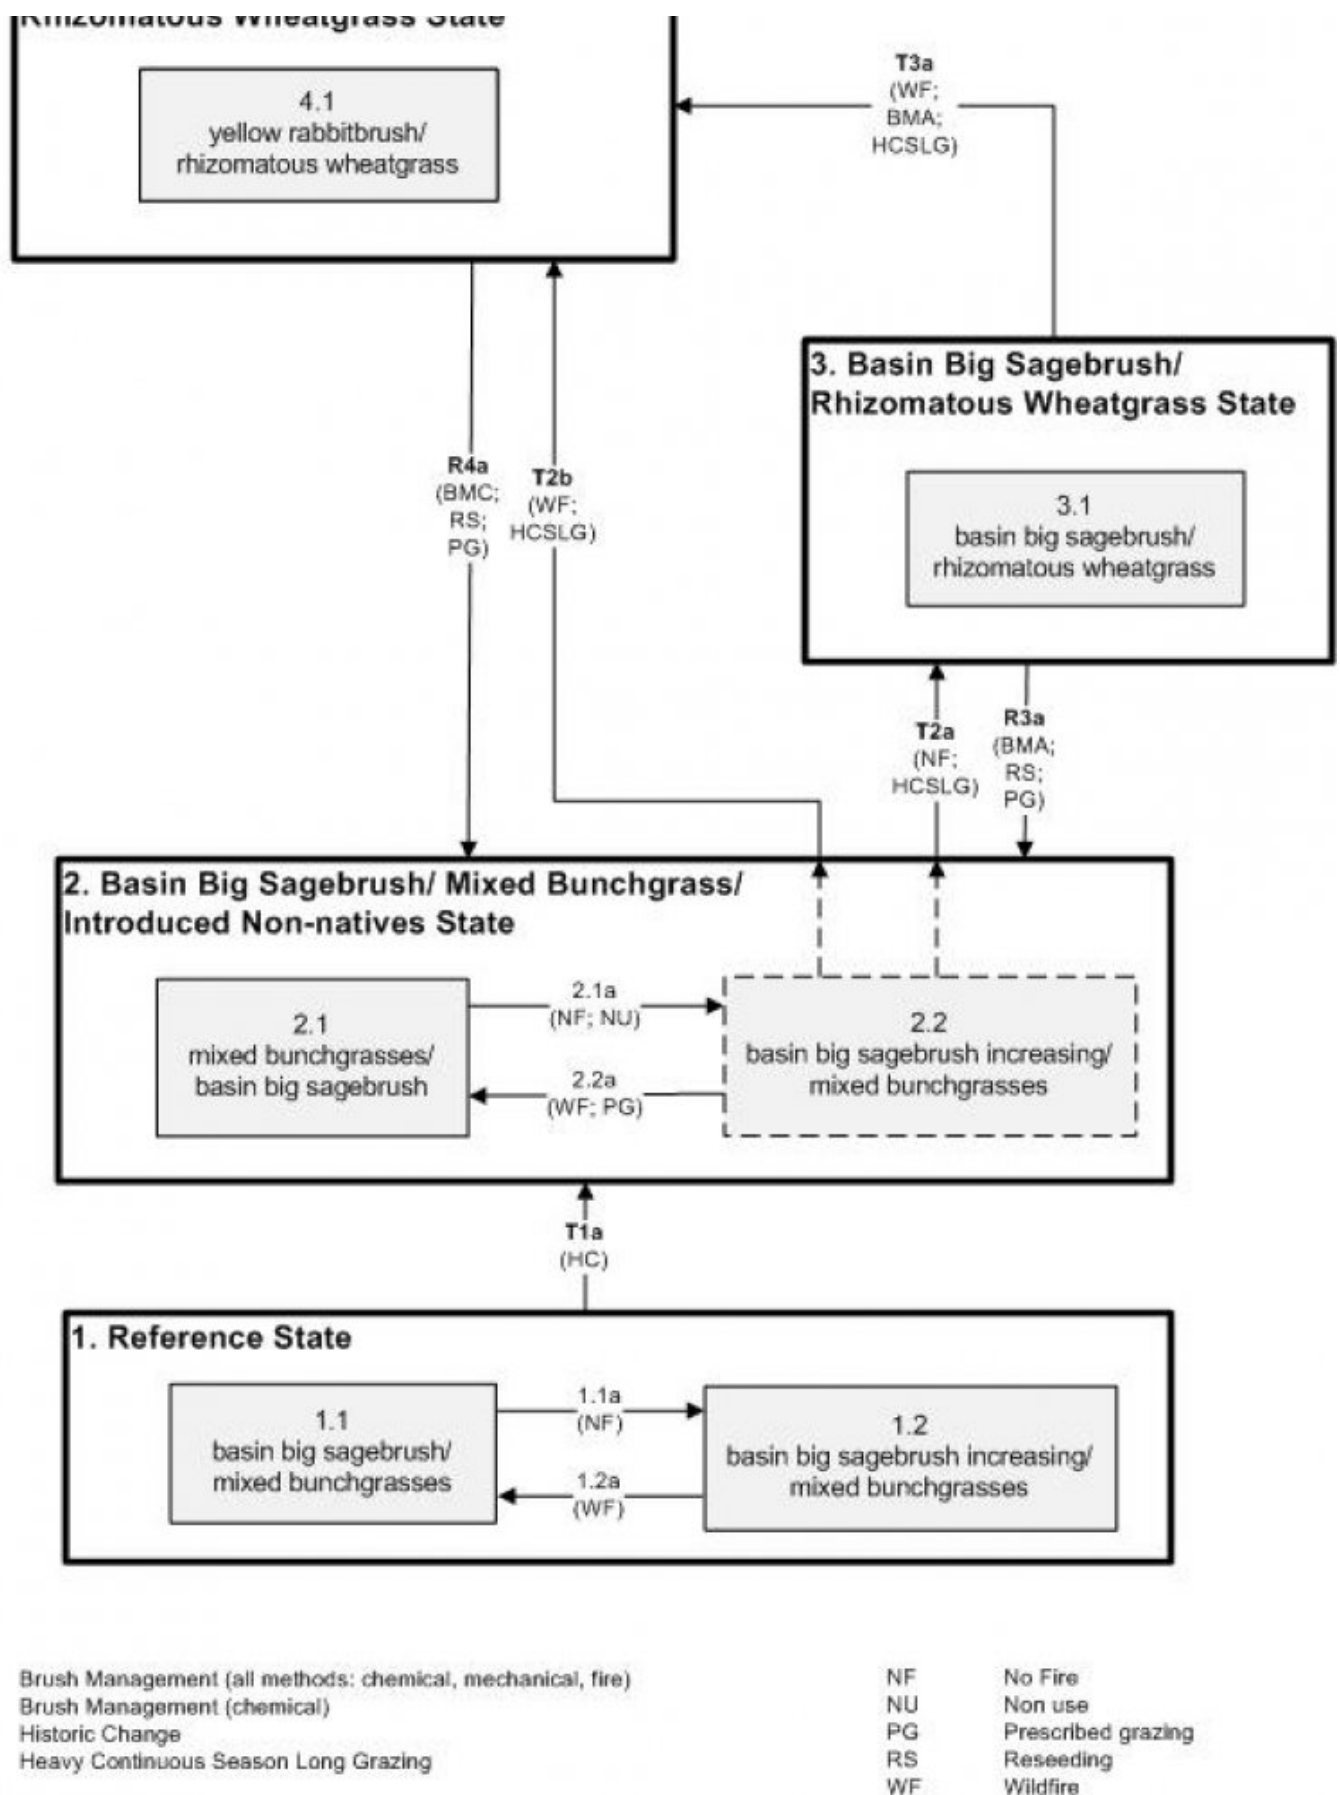 Rhizomatous Wheatgrass State
4.1
yellow rabbitbrush/
rhizomatous wheatgrass
T3a
(WF;
BMA;
HCSLG)
3. Basin Big Sagebrush/
Rhizomatous Wheatgrass State
3.1
basin big sagebrush/
rhizomatous wheatgrass
R4a
(BMC;
RS;
PG)
T2b
(WF;
HCSLG)
T2a
(NF;
HCSLG)
R3a
(BMA;
RS;
PG)
2. Basin Big Sagebrush/ Mixed Bunchgrass/
Introduced Non-natives State
2.1
mixed bunchgrasses/
basin big sagebrush
2.1a
(NF; NU)
2.2a
(WF; PG)
2.2
basin big sagebrush increasing/
mixed bunchgrasses
T1a
(HC)
1. Reference State
1.1
basin big sagebrush/
mixed bunchgrasses
1.1a
(NF)
1.2a
(WF)
1.2
basin big sagebrush increasing/
mixed bunchgrasses
Brush Management (all methods: chemical, mechanical, fire)
Brush Management (chemical)
Historic Change
Heavy Continuous Season Long Grazing
NF No Fire
NU Non use
PG Prescribed grazing
RS Reseeding
WF Wildfire